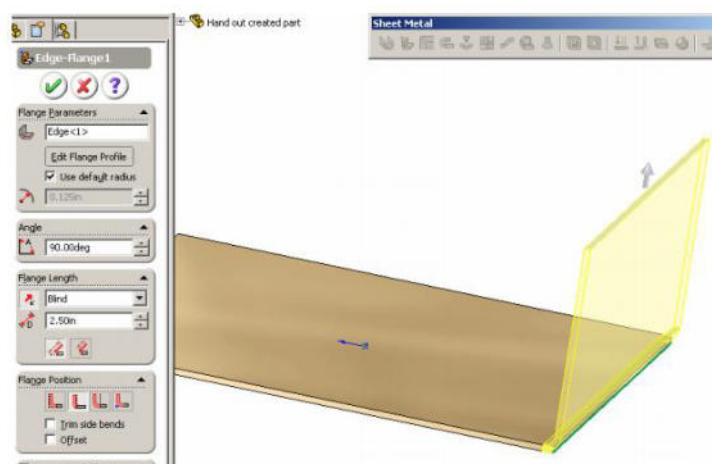 Hand out created part
Sheet Metal
Edge-Flange1
Flange Parameters
Edge<1>
Edit Flange Profile
Use default radius
0.125in
Angle
90.00deg
Flange Length
Blind
2.50in
Flange Position
Trim side bends
Offset